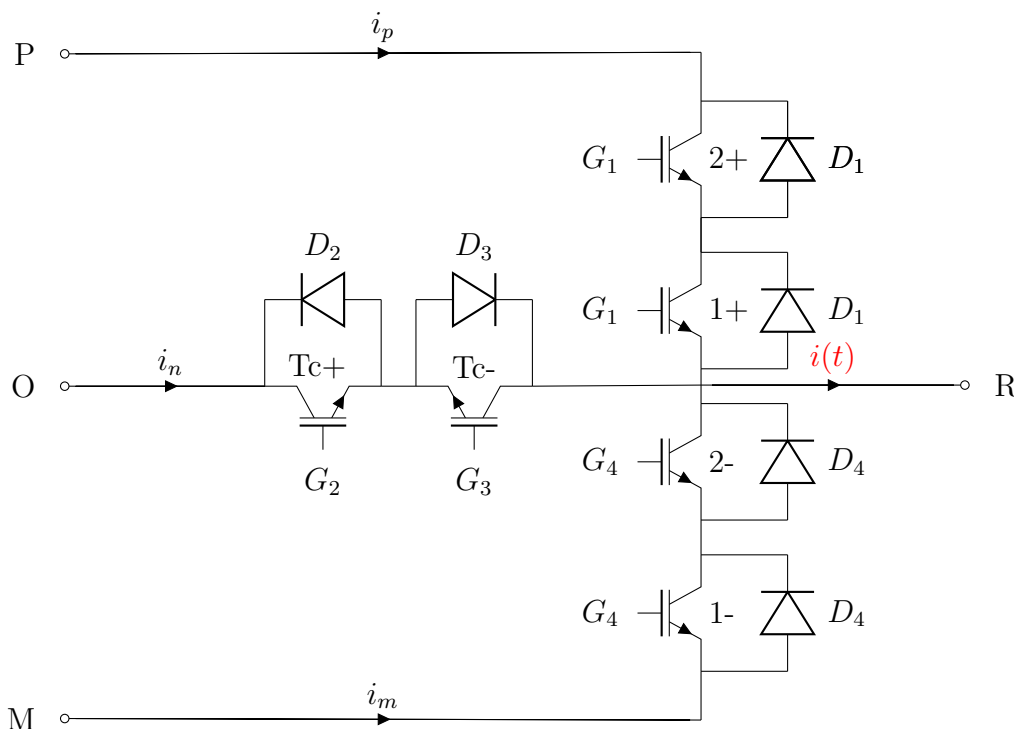 P
i_p
G_1
2+
D_1
D_2
D_3
G_1
1+
D_1
i_n
Tc+
Tc-
i(t)
O
R
G_2
G_3
G_4
2-
D_4
G_4
1-
D_4
i_m
M